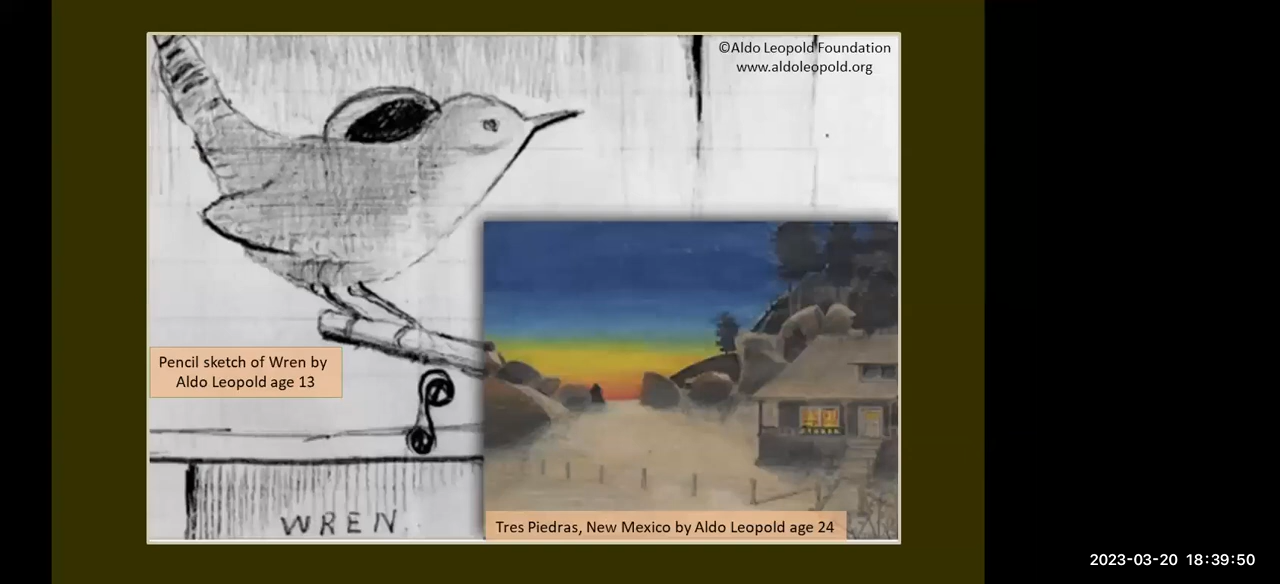 ©Aldo Leopold Foundation
www.aldoleopold.org
Pencil sketch of Wren by
Aldo Leopold age 13
WREN.
Tres Piedras, New Mexico by Aldo Leopold age 24
2023-03-20 18:39:50